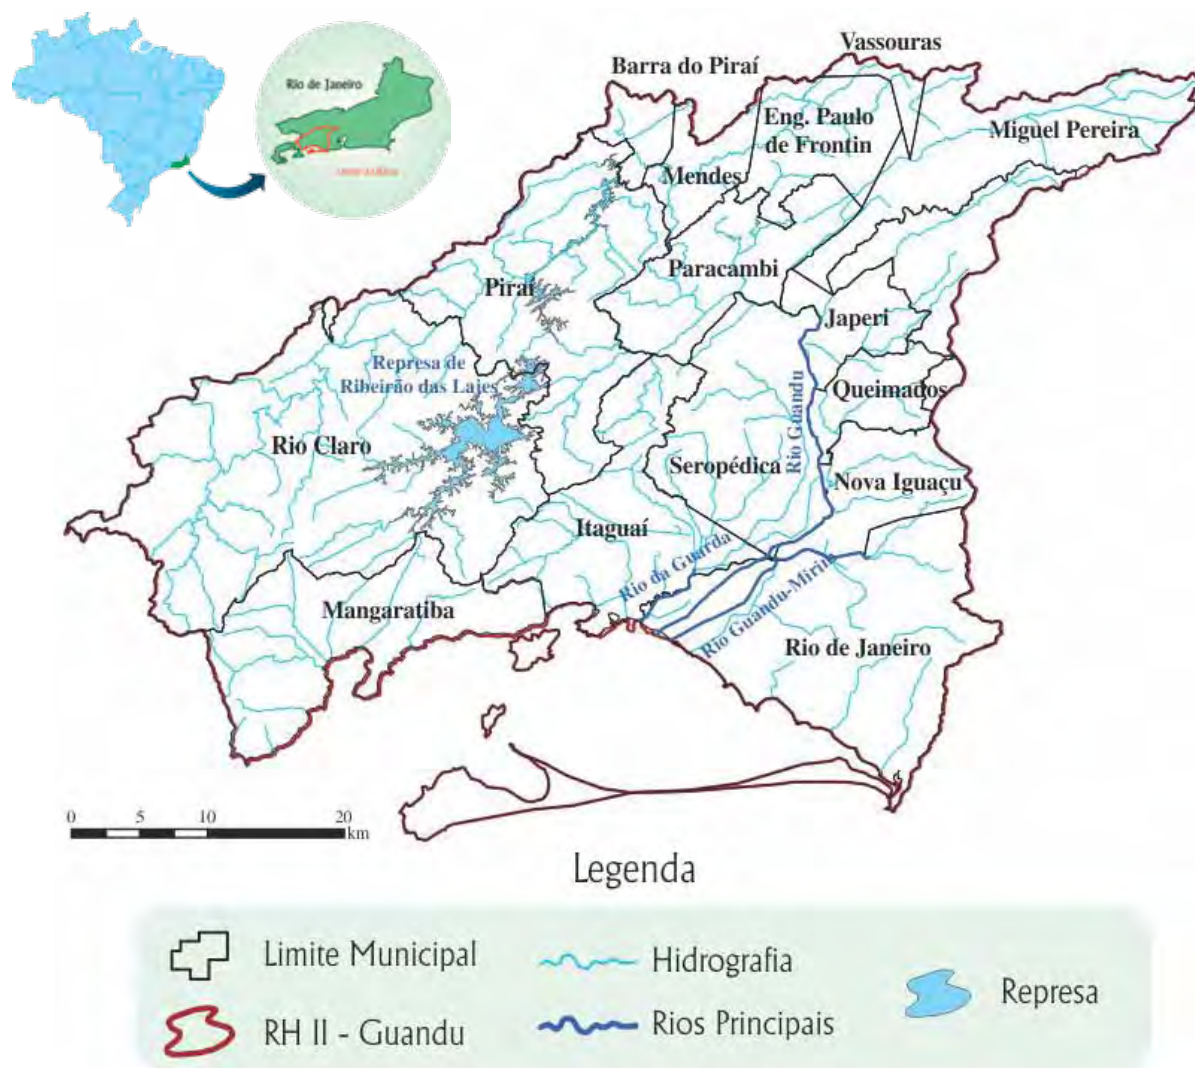 Rio de Janeiro
Vassouras
Barra do Piraí
Eng. Paulo
de Frontin
Miguel Pereira
Mendes
Paracambi
Piraí
Japeri
Represa de
Ribeirão das Lajes
Queimados
Rio Guandu
Rio Claro
Seropédica
Nova Iguaçu
Itaguaí
Rio da Guarda
Rio Guandu-Mirim
Mangaratiba
Rio de Janeiro
0 5 10 20
km
Legenda
Limite Municipal
Hidrografia
Represa
RH II - Guandu
Rios Principais